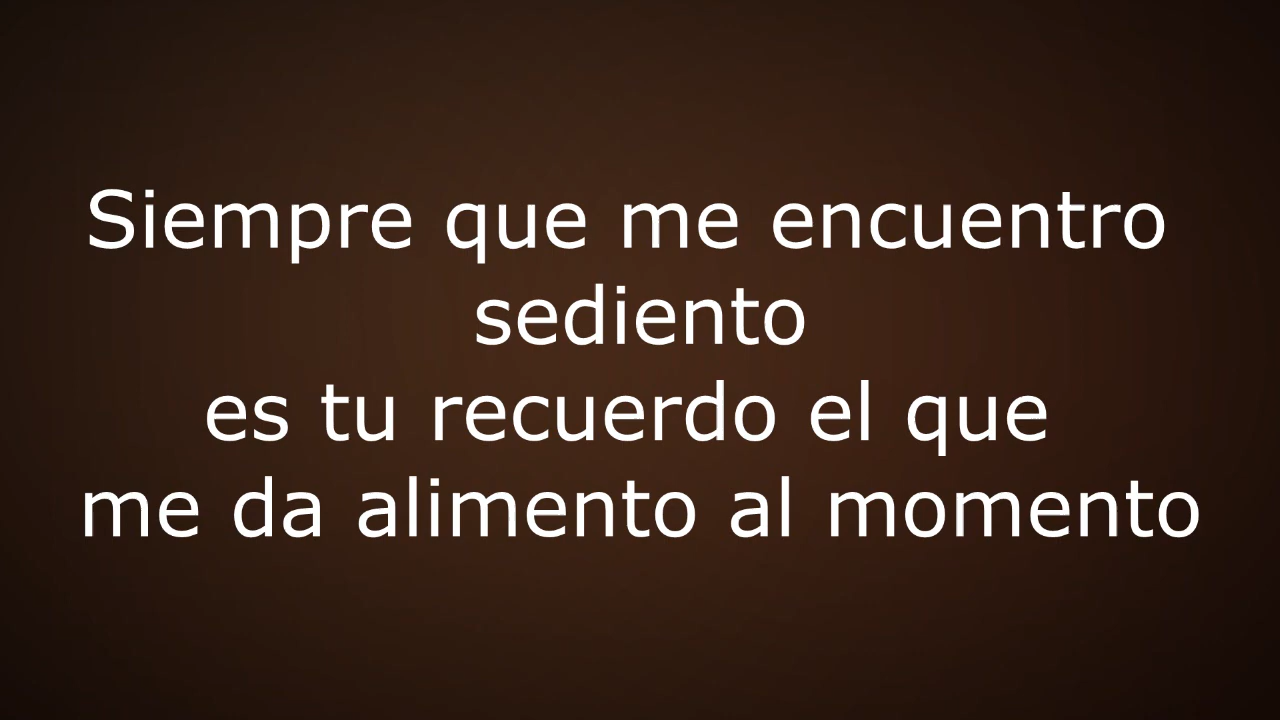 Siempre que me encuentro
sediento
es tu recuerdo el que
me da alimento al momento